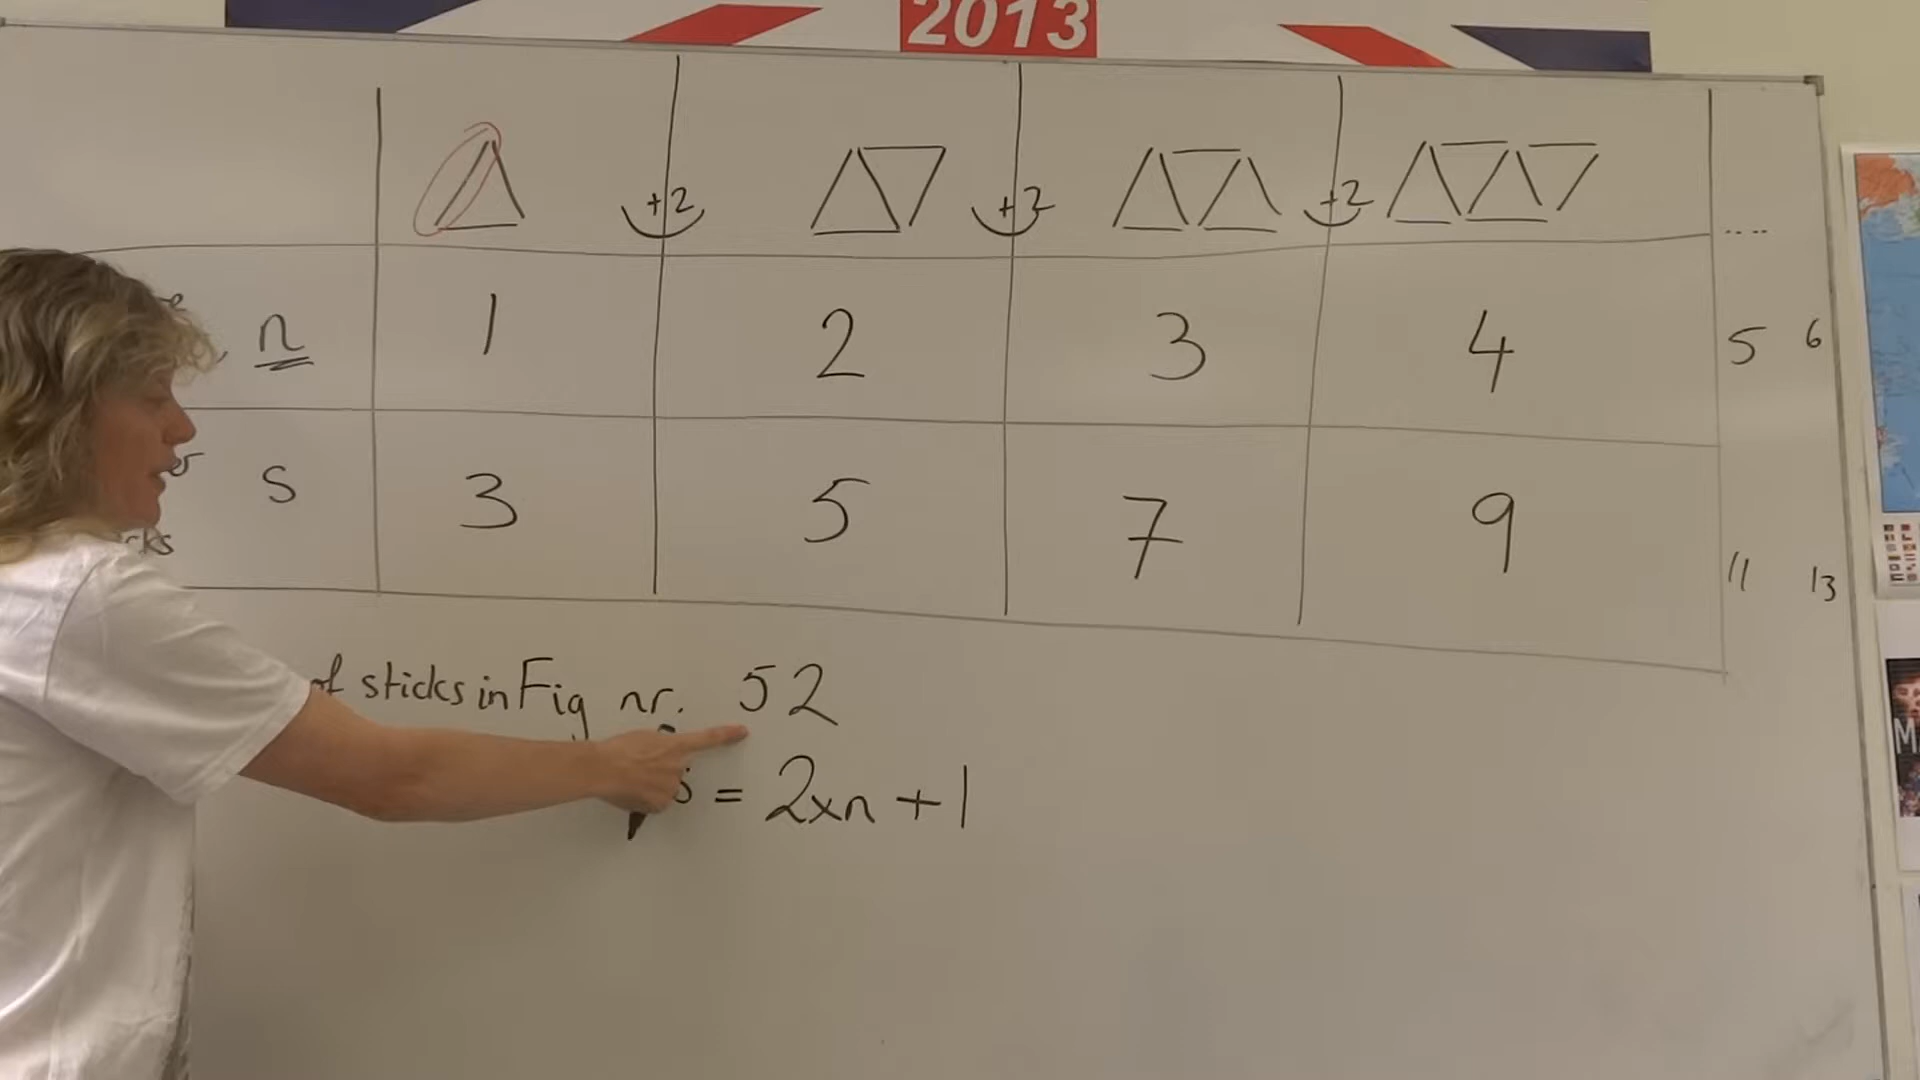 2013
+2 +2 +2 ....
n 1 2 3 4 5 6
s 3 5 7 9 11 13
of sticks in Fig nr. 52
s = 2xn + 1
M